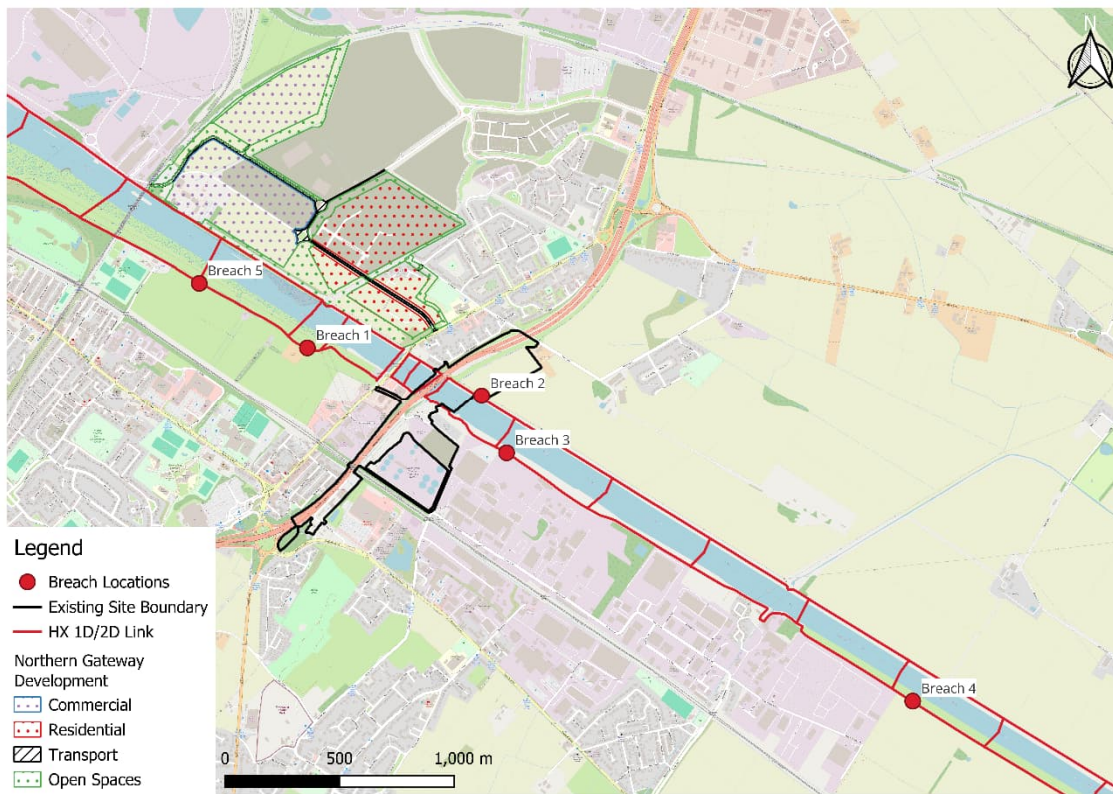 N
Breach 5
Breach 1
Breach 2
Breach 3
Breach 4
Legend
Breach Locations
Existing Site Boundary
HX 1D/2D Link
Northern Gateway
Development
Commercial
Residential
Transport
Open Spaces
0 500 1,000 m